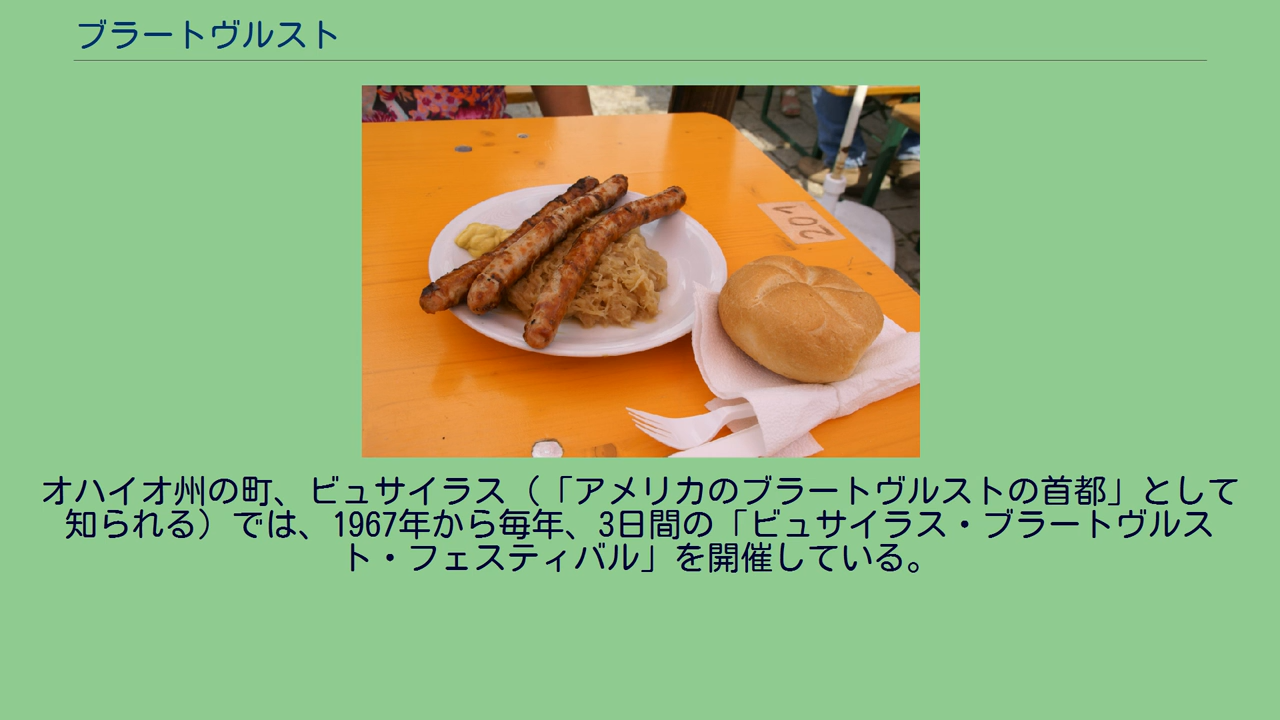 ブラートヴルスト
201
オハイオ州の町、ビュサイラス（「アメリカのブラートヴルストの首都」として
知られる）では、1967年から毎年、3日間の「ビュサイラス・ブラートヴルス
ト・フェスティバル」を開催している。